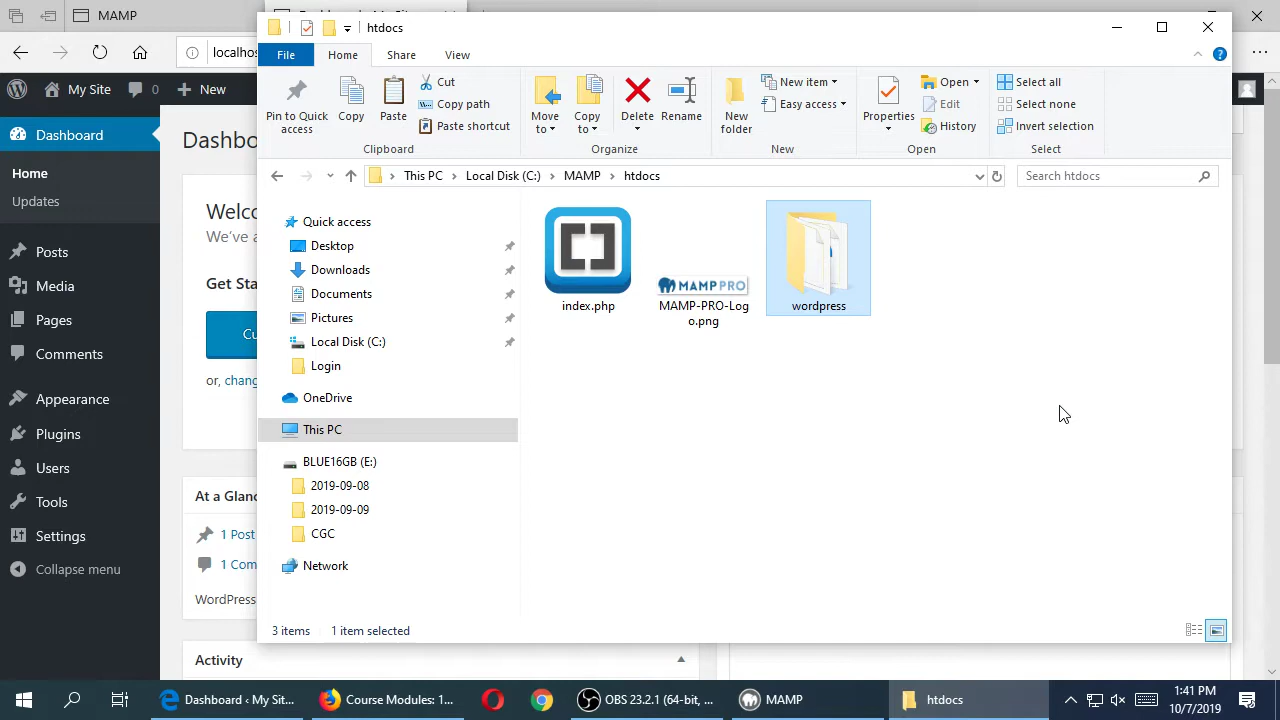 MAMP
localhos
My Site
0
New
Dashboard
Home
Updates
Posts
Media
Pages
Comments
Appearance
Plugins
Users
Tools
Settings
Collapse menu
Dashbo
Welco
We've a
Get Sta
Cu
or, chang
At a Glanc
1 Post
1 Com
WordPress
Activity
htdocs
File
Home
Share
View
Pin to Quick
access
Copy
Paste
Cut
Copy path
Paste shortcut
Clipboard
Move
to
Copy
to
Delete
Rename
Organize
New
folder
New item
Easy access
New
Properties
Open
Edit
History
Open
Select all
Select none
Invert selection
Select
This PC
Local Disk (C:)
MAMP
htdocs
Search htdocs
Quick access
Desktop
Downloads
Documents
Pictures
Local Disk (C:)
Login
OneDrive
This PC
BLUE16GB (E:)
2019-09-08
2019-09-09
CGC
Network
index.php
MAMP PRO
MAMP-PRO-Log
o.png
wordpress
3 items
1 item selected
Dashboard ‹ My Sit...
Course Modules: 1...
OBS 23.2.1 (64-bit, ...
MAMP
htdocs
1:41 PM
10/7/2019